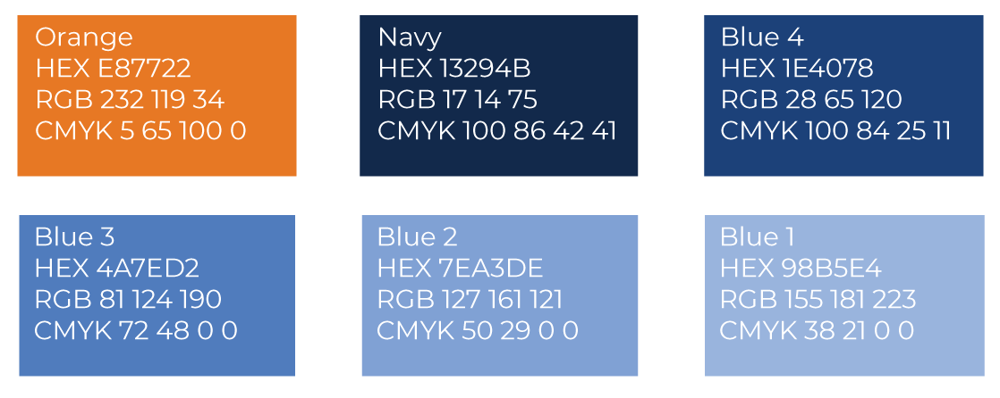 Orange
HEX E87722
RGB 232 119 34
CMYK 5 65 100 0
Navy
HEX 13294B
RGB 17 14 75
CMYK 100 86 42 41
Blue 4
HEX 1E4078
RGB 28 65 120
CMYK 100 84 25 11
Blue 3
HEX 4A7ED2
RGB 81 124 190
CMYK 72 48 0 0
Blue 2
HEX 7EA3DE
RGB 127 161 121
CMYK 50 29 0 0
Blue 1
HEX 98B5E4
RGB 155 181 223
CMYK 38 21 0 0